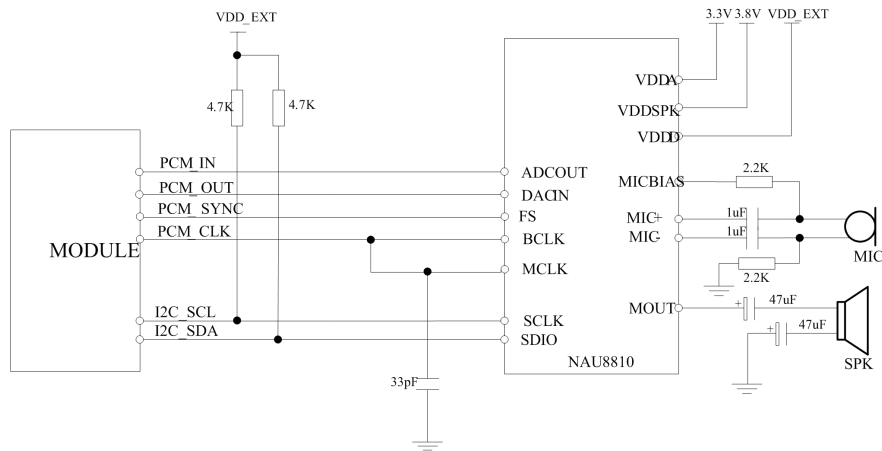 VDD_EXT
3.3V 3.8V VDD_EXT
4.7K 4.7K
VDDA
VDDSPK
VDDD
MICBIAS 2.2K
MODULE
PCM_IN ADCOUT
PCM_OUT DACIN
PCM_SYNC FS
PCM_CLK BCLK
MCLK
MIC+ 1uF
MIC- 1uF
MIC
2.2K
MOUT + 47uF
+ 47uF
SPK
I2C_SCL SCLK
I2C_SDA SDIO
NAU8810
33pF